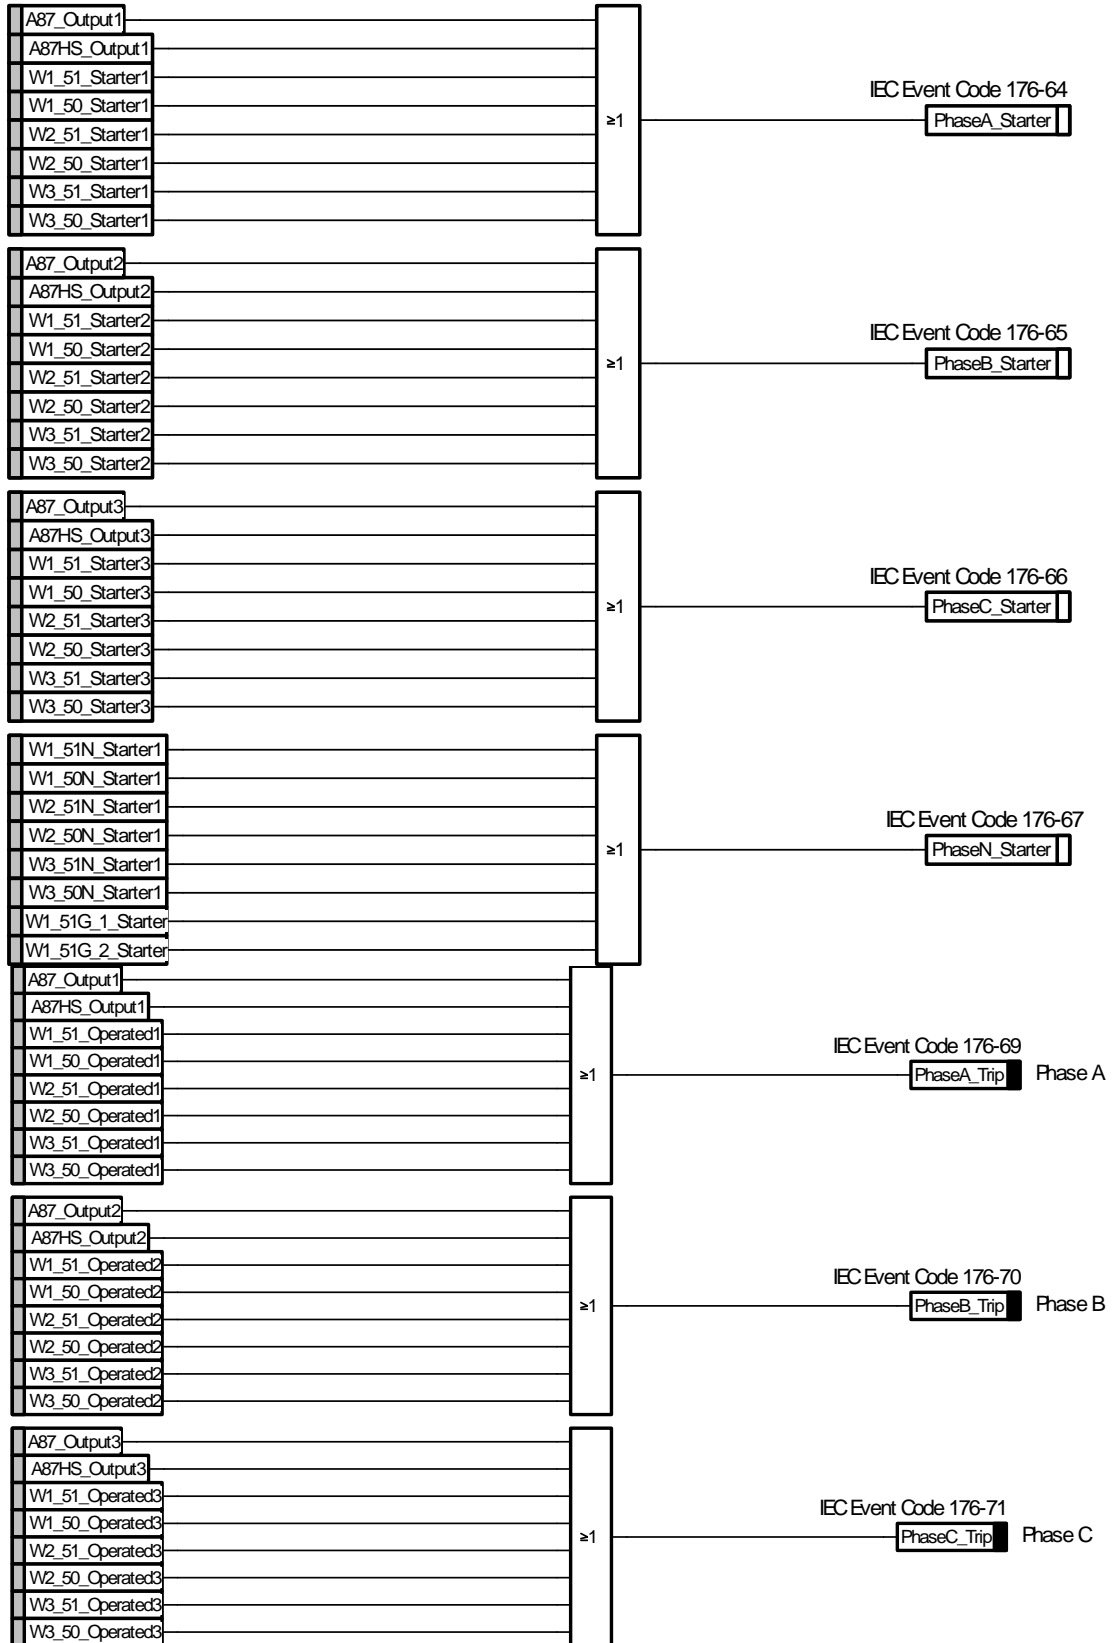 A87_Output1
A87HS_Output1
W1_51_Starter1
W1_50_Starter1
W2_51_Starter1
W2_50_Starter1
W3_51_Starter1
W3_50_Starter1
≥1
IEC Event Code 176-64
PhaseA_Starter
A87_Output2
A87HS_Output2
W1_51_Starter2
W1_50_Starter2
W2_51_Starter2
W2_50_Starter2
W3_51_Starter2
W3_50_Starter2
≥1
IEC Event Code 176-65
PhaseB_Starter
A87_Output3
A87HS_Output3
W1_51_Starter3
W1_50_Starter3
W2_51_Starter3
W2_50_Starter3
W3_51_Starter3
W3_50_Starter3
≥1
IEC Event Code 176-66
PhaseC_Starter
W1_51N_Starter1
W1_50N_Starter1
W2_51N_Starter1
W2_50N_Starter1
W3_51N_Starter1
W3_50N_Starter1
W1_51G_1_Starter
W1_51G_2_Starter
≥1
IEC Event Code 176-67
PhaseN_Starter
A87_Output1
A87HS_Output1
W1_51_Operated1
W1_50_Operated1
W2_51_Operated1
W2_50_Operated1
W3_51_Operated1
W3_50_Operated1
≥1
IEC Event Code 176-69
PhaseA_Trip Phase A
A87_Output2
A87HS_Output2
W1_51_Operated2
W1_50_Operated2
W2_51_Operated2
W2_50_Operated2
W3_51_Operated2
W3_50_Operated2
≥1
IEC Event Code 176-70
PhaseB_Trip Phase B
A87_Output3
A87HS_Output3
W1_51_Operated3
W1_50_Operated3
W2_51_Operated3
W2_50_Operated3
W3_51_Operated3
W3_50_Operated3
≥1
IEC Event Code 176-71
PhaseC_Trip Phase C